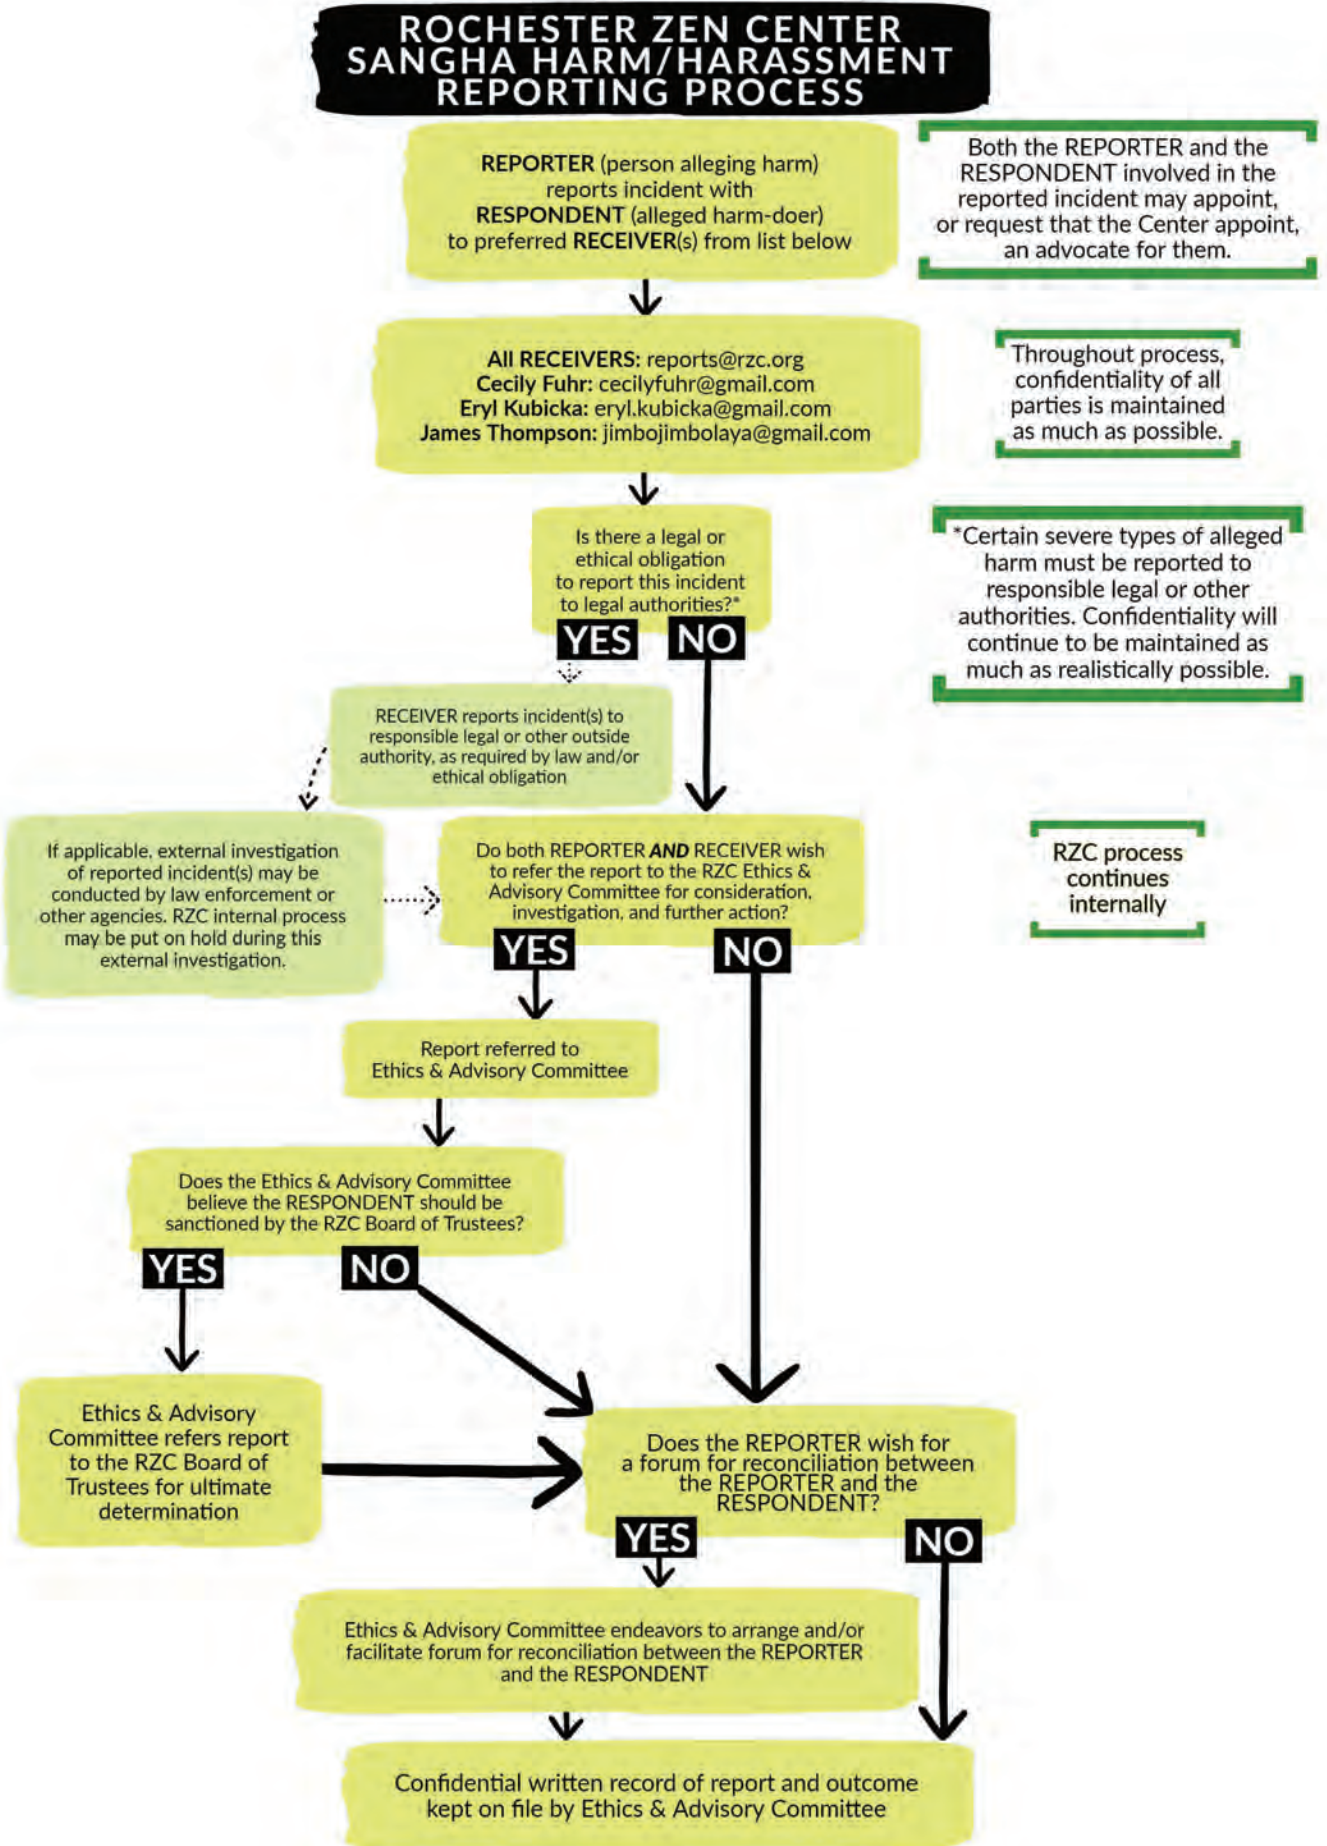 ROCHESTER ZEN CENTER
SANGHA HARM/HARASSMENT
REPORTING PROCESS
REPORTER (person alleging harm)
reports incident with
RESPONDENT (alleged harm-doer)
to preferred RECEIVER(s) from list below
Both the REPORTER and the
RESPONDENT involved in the
reported incident may appoint,
or request that the Center appoint,
an advocate for them.
All RECEIVERS: reports@rzc.org
Cecily Fuhr: cecilyfuhr@gmail.com
Eryl Kubicka: eryl.kubicka@gmail.com
James Thompson: jimbojimbolaya@gmail.com
Throughout process,
confidentiality of all
parties is maintained
as much as possible.
Is there a legal or
ethical obligation
to report this incident
to legal authorities?*
YES NO
*Certain severe types of alleged
harm must be reported to
responsible legal or other
authorities. Confidentiality will
continue to be maintained as
much as realistically possible.
RECEIVER reports incident(s) to
responsible legal or other outside
authority, as required by law and/or
ethical obligation
If applicable, external investigation
of reported incident(s) may be
conducted by law enforcement or
other agencies. RZC internal process
may be put on hold during this
external investigation.
Do both REPORTER AND RECEIVER wish
to refer the report to the RZC Ethics &
Advisory Committee for consideration,
investigation, and further action?
YES NO
RZC process
continues
internally
Report referred to
Ethics & Advisory Committee
Does the Ethics & Advisory Committee
believe the RESPONDENT should be
sanctioned by the RZC Board of Trustees?
YES NO
Ethics & Advisory
Committee refers report
to the RZC Board of
Trustees for ultimate
determination
Does the REPORTER wish for
a forum for reconciliation between
the REPORTER and the
RESPONDENT?
YES NO
Ethics & Advisory Committee endeavors to arrange and/or
facilitate forum for reconciliation between the REPORTER
and the RESPONDENT
Confidential written record of report and outcome
kept on file by Ethics & Advisory Committee